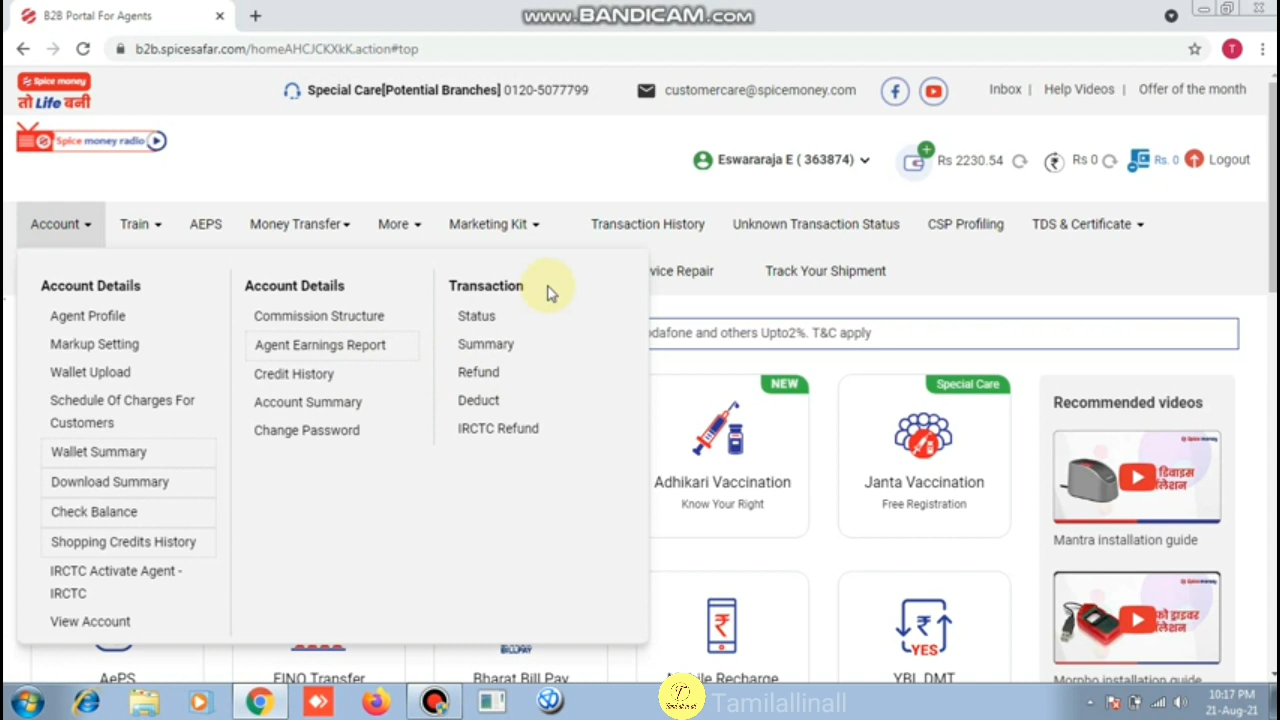 B2B Portal For Agents
www.BANDICAM.com
b2b.spicesafar.com/homeAHCJCKXkK.action#top
T
Spice money
तो Life बनी
Special Care[Potential Branches] 0120-5077799
customercare@spicemoney.com
Inbox |
Help Videos |
Offer of the month
Spice money radio
Eswararaja E ( 363874)
Rs 2230.54
Rs 0
Rs. 0
Logout
Account
Train
AEPS
Money Transfer
More
Marketing Kit
Transaction History
Unknown Transaction Status
CSP Profiling
TDS & Certificate
vice Repair
Track Your Shipment
Account Details
Agent Profile
Markup Setting
Wallet Upload
Schedule Of Charges For
Customers
Wallet Summary
Download Summary
Check Balance
Shopping Credits History
IRCTC Activate Agent -
IRCTC
View Account
Account Details
Commission Structure
Agent Earnings Report
Credit History
Account Summary
Change Password
Transaction
Status
Summary
Refund
Deduct
IRCTC Refund
odafone and others Upto2%. T&C apply
NEW
Adhikari Vaccination
Know Your Right
Special Care
Janta Vaccination
Free Registration
Recommended videos
Mantra installation guide
Morpho installation guide
YES
AePS
FINO Transfer
BILLPAY
Bharat Bill Pay
Mobile Recharge
YBL DMT
Tamilallinall
10:17 PM
21-Aug-21